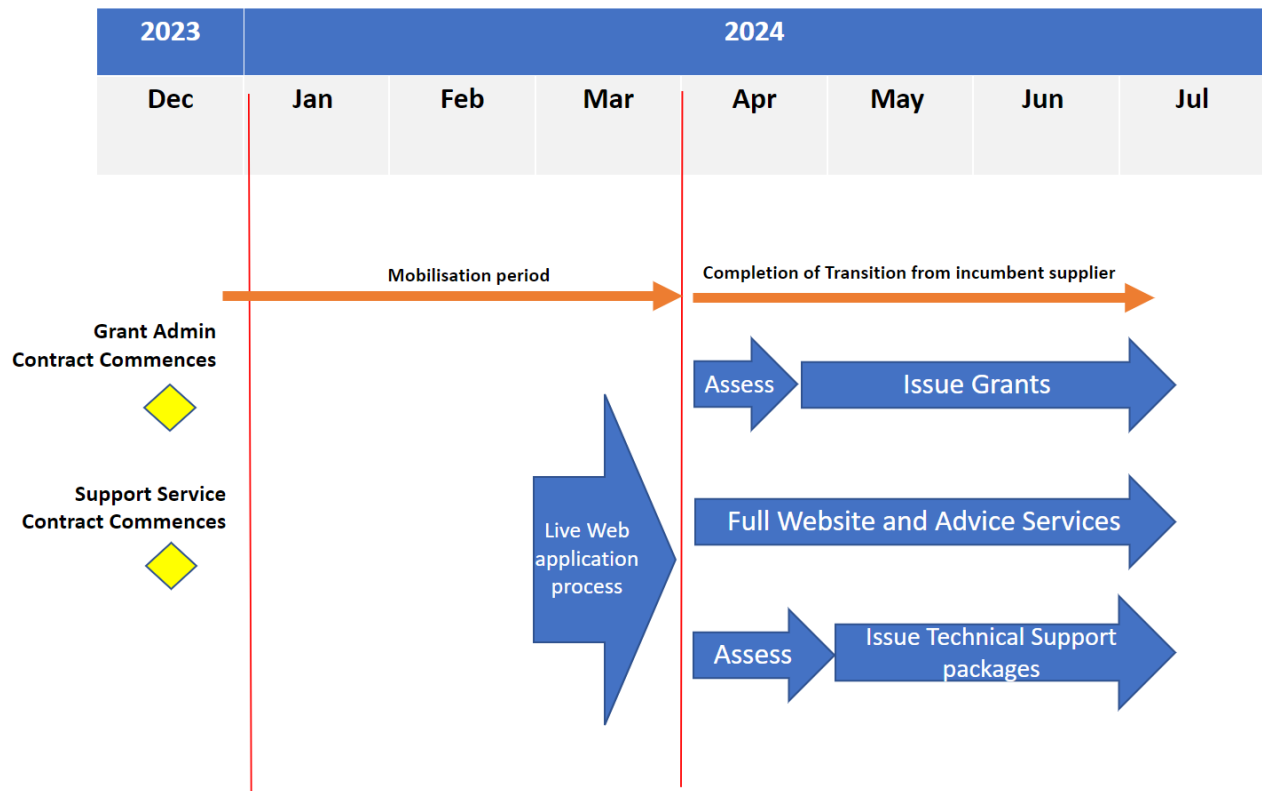 2023 2024
Dec Jan Feb Mar Apr May Jun Jul
Mobilisation period
Completion of Transition from incumbent supplier
Grant Admin
Contract Commences
Assess
Issue Grants
Support Service
Contract Commences
Live Web
application
process
Full Website and Advice Services
Assess
Issue Technical Support
packages